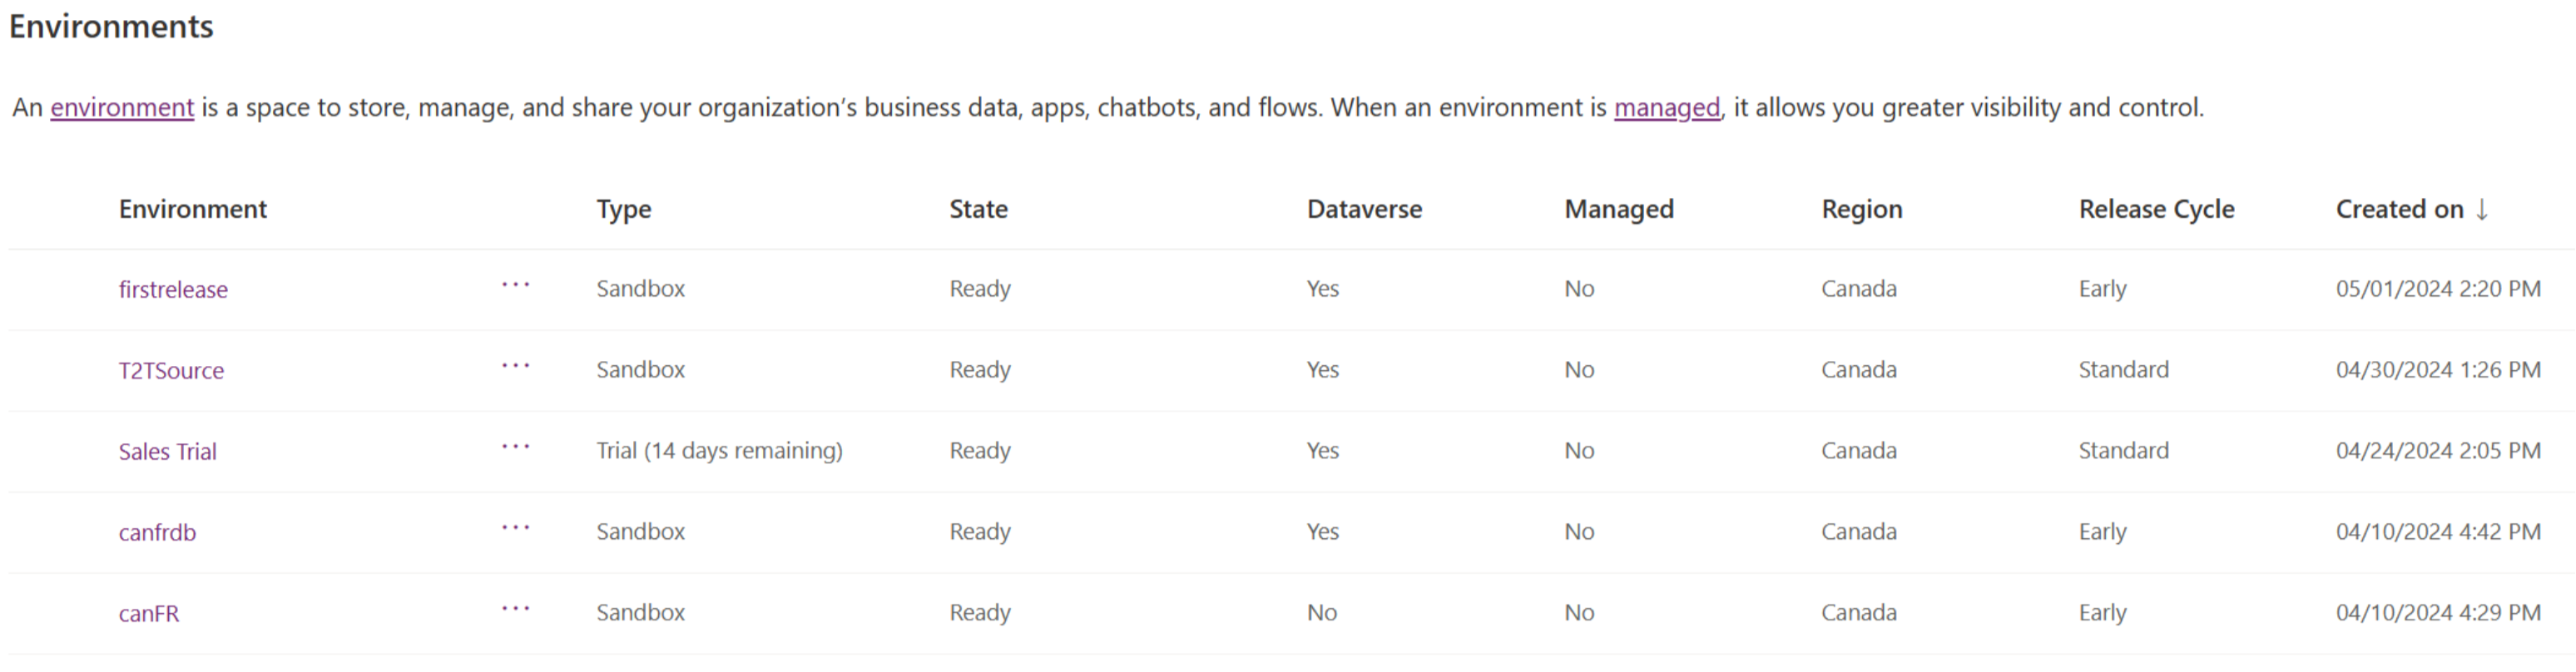 Environments
An environment is a space to store, manage, and share your organization's business data, apps, chatbots, and flows. When an environment is managed, it allows you greater visibility and control.
Environment Type State Dataverse Managed Region Release Cycle Created on ↓
firstrelease ··· Sandbox Ready Yes No Canada Early 05/01/2024 2:20 PM
T2TSource ··· Sandbox Ready Yes No Canada Standard 04/30/2024 1:26 PM
Sales Trial ··· Trial (14 days remaining) Ready Yes No Canada Standard 04/24/2024 2:05 PM
canfrdb ··· Sandbox Ready Yes No Canada Early 04/10/2024 4:42 PM
canFR ··· Sandbox Ready No No Canada Early 04/10/2024 4:29 PM